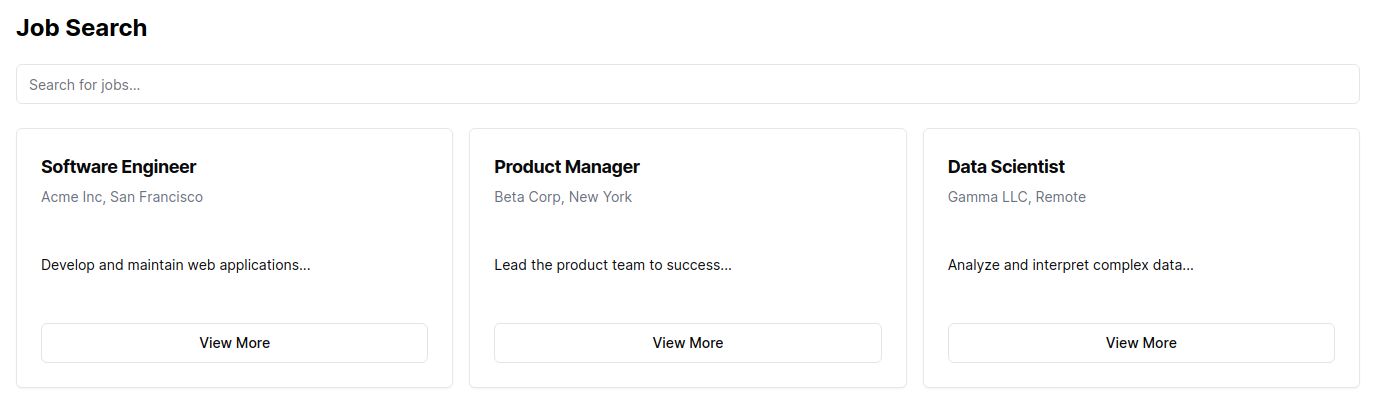 Job Search
Search for jobs...
Software Engineer
Acme Inc, San Francisco
Develop and maintain web applications...
View More
Product Manager
Beta Corp, New York
Lead the product team to success...
View More
Data Scientist
Gamma LLC, Remote
Analyze and interpret complex data...
View More